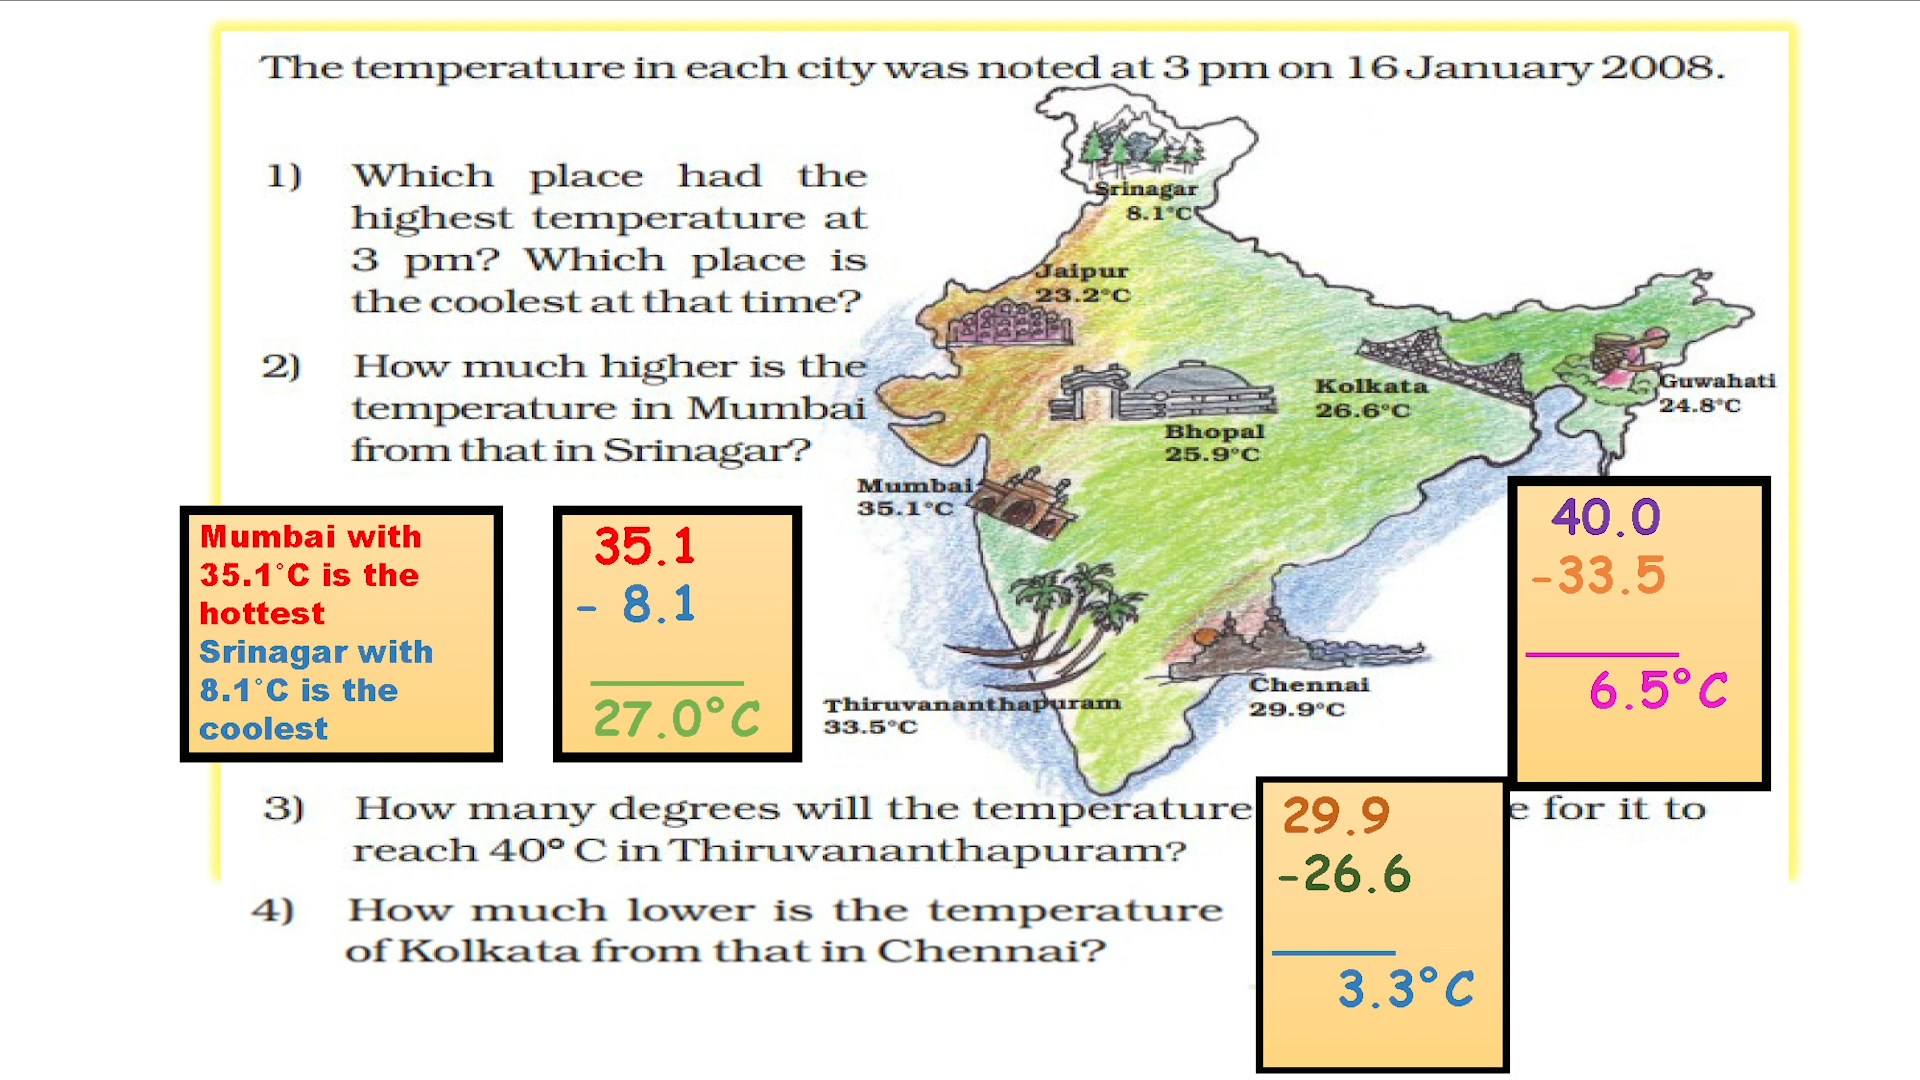 The temperature in each city was noted at 3 pm on 16 January 2008.
1) Which place had the
highest temperature at
3 pm? Which place is
the coolest at that time?
2) How much higher is the
temperature in Mumbai
from that in Srinagar?
Srinagar
8.1°C
Jaipur
23.2°C
Kolkata
26.6°C
Guwahati
24.8°C
Bhopal
25.9°C
Mumbai
35.1°C
Thiruvananthapuram
33.5°C
Chennai
29.9°C
Mumbai with
35.1°C is the
hottest
Srinagar with
8.1°C is the
coolest
35.1
- 8.1
27.0°C
40.0
-33.5
6.5°C
3) How many degrees will the temperature e for it to
reach 40° C in Thiruvananthapuram?
4) How much lower is the temperature
of Kolkata from that in Chennai?
29.9
-26.6
3.3°C